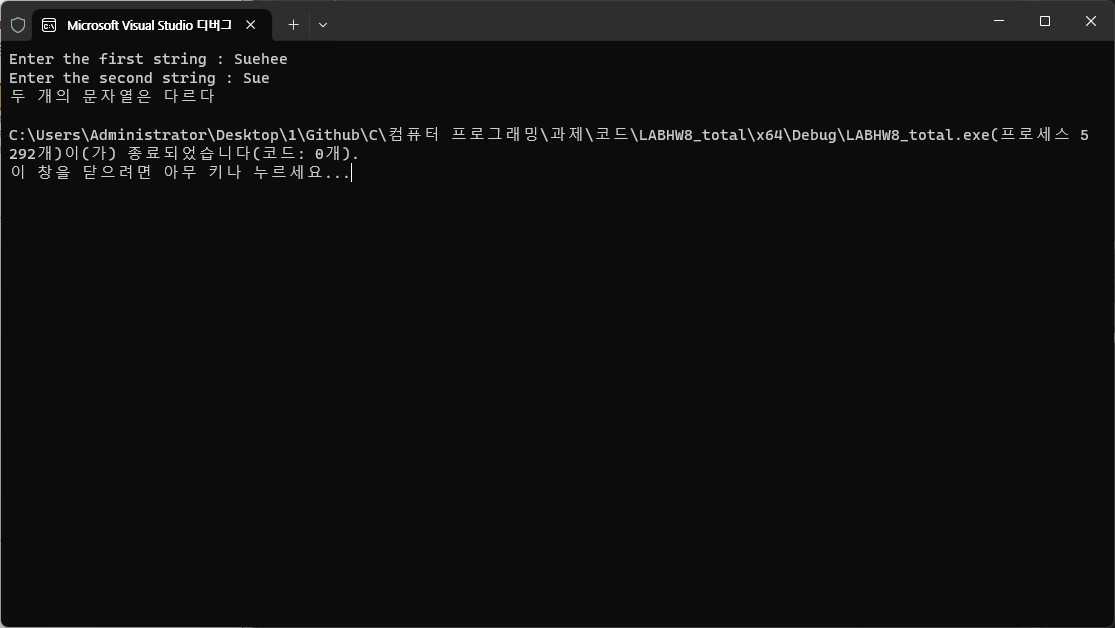 Microsoft Visual Studio 디버그
Enter the first string : Suehee
Enter the second string : Sue
두 개의 문자열은 다르다
C:\Users\Administrator\Desktop\1\Github\C\컴퓨터 프로그래밍\과제\코드\LABHW8_total\x64\Debug\LABHW8_total.exe(프로세스 5
292개)이(가) 종료되었습니다(코드: 0개).
이 창을 닫으려면 아무 키나 누르세요...